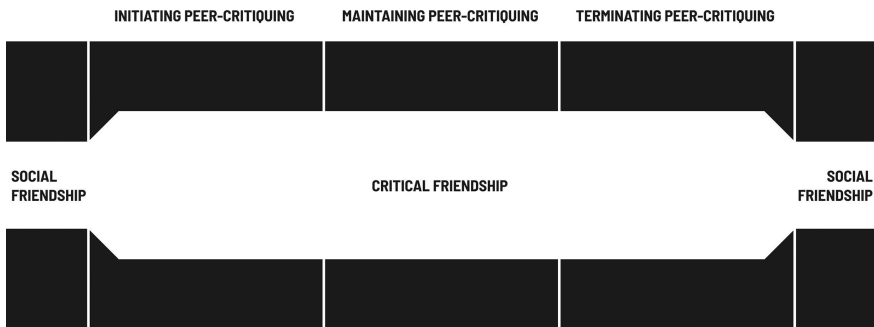 INITIATING PEER-CRITIQUING
MAINTAINING PEER-CRITIQUING
TERMINATING PEER-CRITIQUING
SOCIAL
FRIENDSHIP
CRITICAL FRIENDSHIP
SOCIAL
FRIENDSHIP